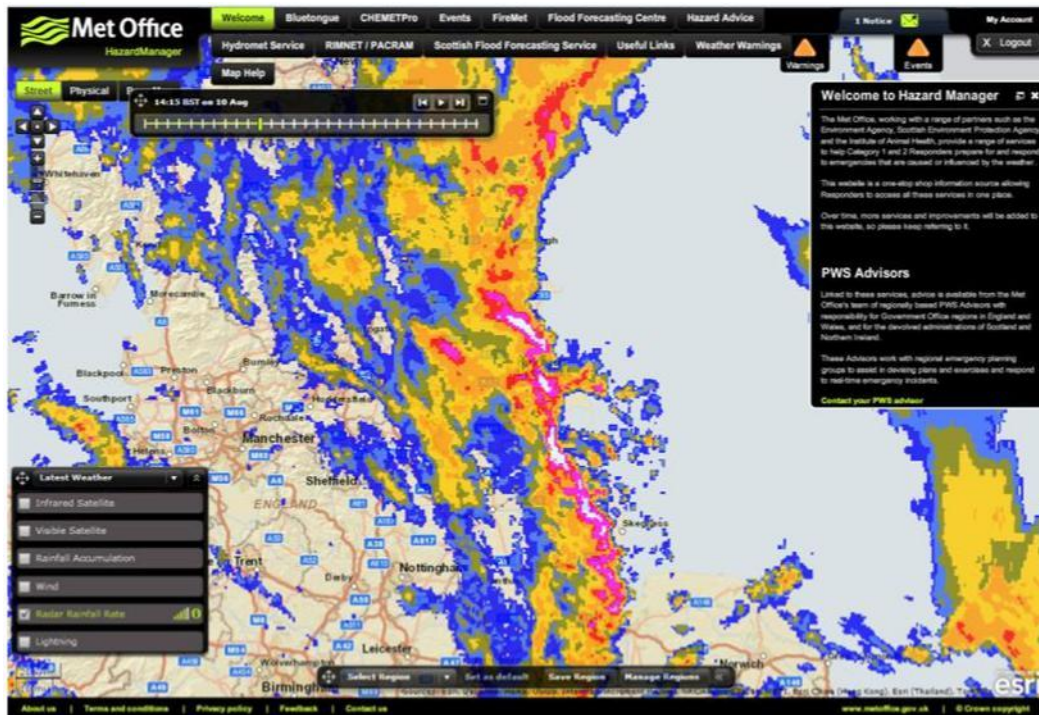 Met Office
HazardManager
Welcome
Bluetongue
CHEMETPro
Events
FireMet
Flood Forecasting Centre
Hazard Advice
1 Notice
My Account
Hydromet Service
RIMNET / PACRAM
Scottish Flood Forecasting Service
Useful Links
Weather Warnings
Warnings
Events
X Logout
Map Help
Street
Physical
14:15 BST on 10 Aug
Welcome to Hazard Manager
The Met Office, working with a range of partners such as the
Environment Agency, Scottish Environment Protection Agency
and the Institute of Animal Health, provide a range of services
to help Category 1 and 2 Responders prepare for and respond
to emergencies that are caused or influenced by the weather.
This website is a one-stop shop information source allowing
Responders to access all these services in one place.
Over time, more services and improvements will be added to
this website, so please keep referring to it.
PWS Advisors
Linked to these services, advice is available from the Met
Office's team of regionally based PWS Advisors with
responsibility for Government Office regions in England and
Wales, and for the devolved administrations of Scotland and
Northern Ireland.
These Advisors work with regional emergency planning
groups to assist in devising plans and exercises and respond
to real-time emergency incidents.
Contact your PWS advisor
Whitehaven
Barrow in
Furness
Morecambe
Blackpool
Preston
Burnley
Blackburn
Southport
Rochdale
Huddersfield
Bolton
Manchester
Helens
Sheffield
ENGLAND
Skegness
Trent
Derby
Nottingham
Leicester
Wolverhampton
Birmingham
Norwich
Latest Weather
Infrared Satellite
Visible Satellite
Rainfall Accumulation
Wind
Radar Rainfall Rate
Lightning
Select Region
Set as default
Save Region
Manage Regions
esri
About us | Terms and conditions | Privacy policy | Feedback | Contact us
www.metoffice.gov.uk | © Crown copyright